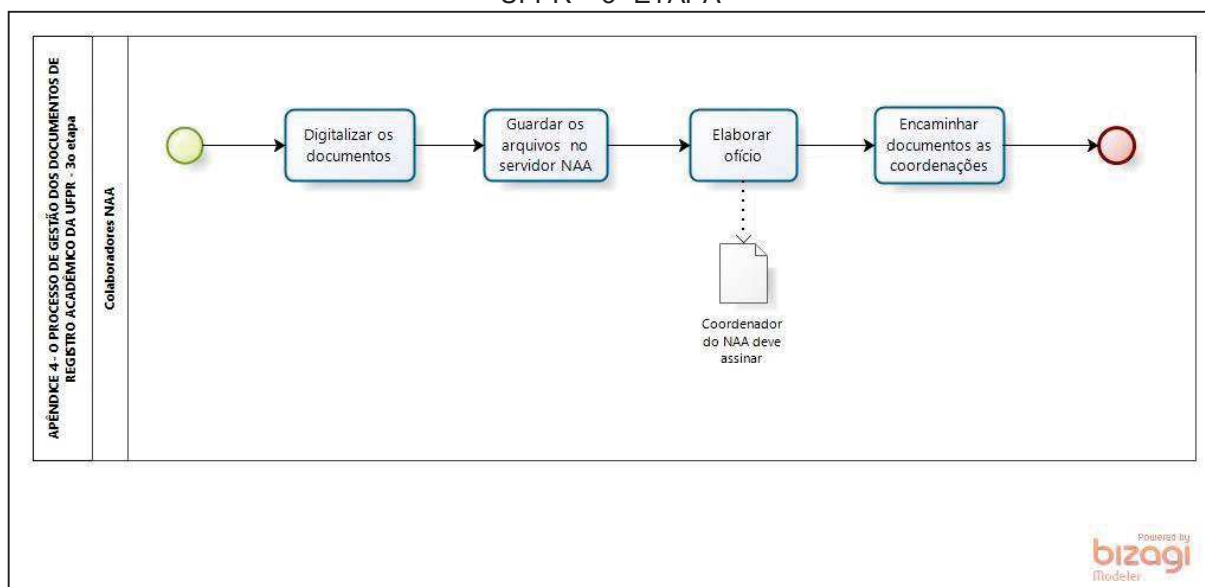 UFPR - 3ª ETAPA
APÊNDICE 4 - O PROCESSO DE GESTÃO DOS DOCUMENTOS DE
REGISTRO ACADÊMICO DA UFPR - 3o etapa
Colaboradores NAA
Digitalizar os
documentos
Guardar os
arquivos no
servidor NAA
Elaborar
ofício
Encaminhar
documentos as
coordenações
Coordenador
do NAA deve
assinar
Powered by
bizagi
Modeler